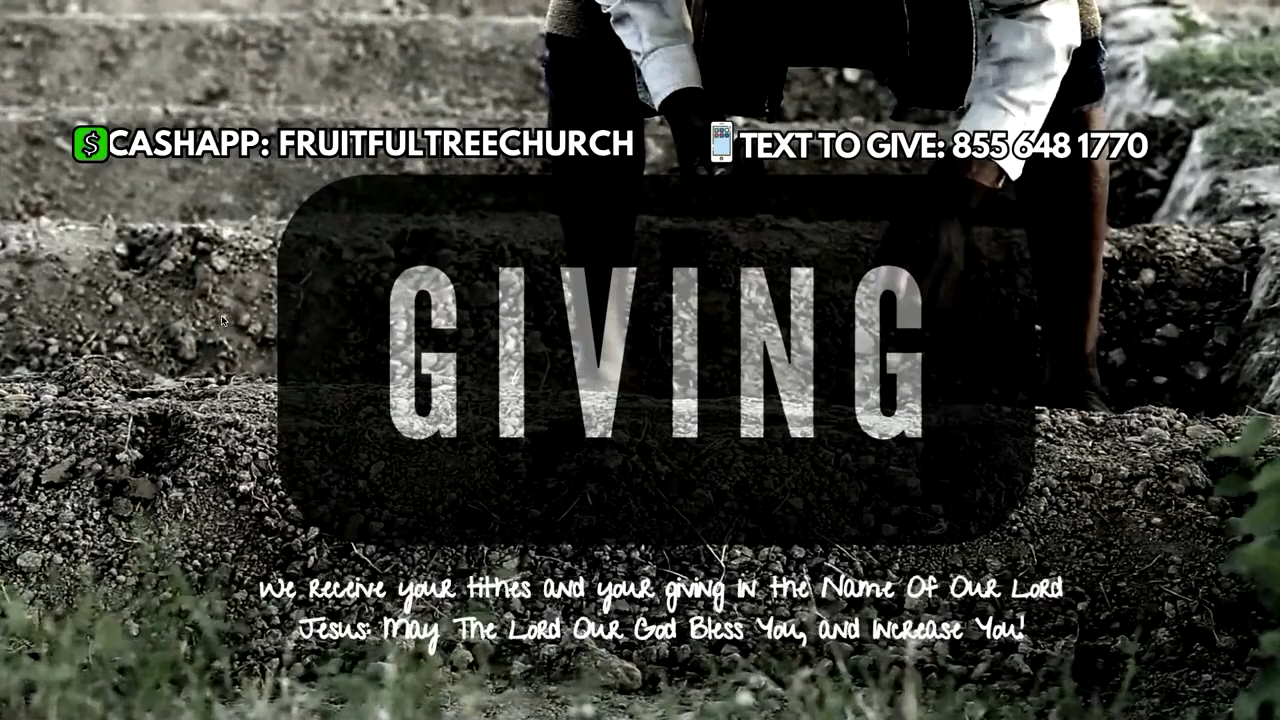 CASHAPP: FRUITFULTREECHURCH
TEXT TO GIVE: 855 648 1770
GIVING
We receive your tithes and your giving in the Name Of Our Lord
Jesus: May The Lord Our God Bless You, and Increase You!